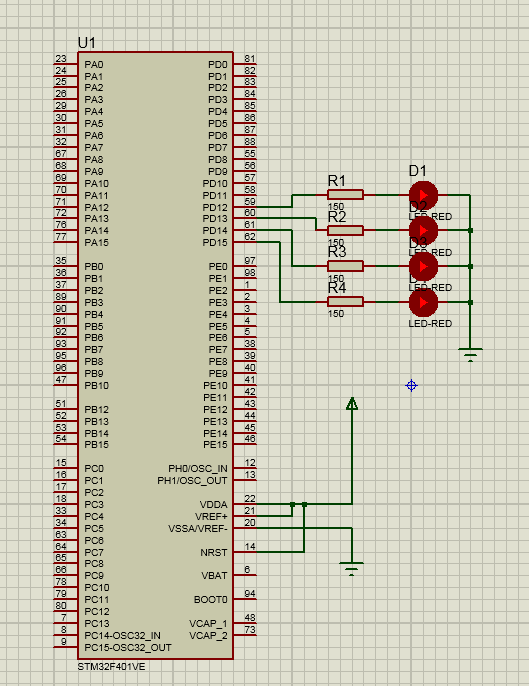 U1
23 PA0 PD0 81
24 PA1 PD1 82
25 PA2 PD2 83
26 PA3 PD3 84
29 PA4 PD4 85
30 PA5 PD5 86
31 PA6 PD6 87
32 PA7 PD7 88
67 PA8 PD8 55
68 PA9 PD9 56
69 PA10 PD10 57
70 PA11 PD11 58
71 PA12 PD12 59
72 PA13 PD13 60
76 PA14 PD14 61
77 PA15 PD15 62
35 PB0 PE0 97
36 PB1 PE1 98
37 PB2 PE2 1
89 PB3 PE3 2
90 PB4 PE4 3
91 PB5 PE5 4
92 PB6 PE6 5
93 PB7 PE7 38
95 PB8 PE8 39
96 PB9 PE9 40
47 PB10 PE10 41
PE11 42
51 PB12 PE12 43
52 PB13 PE13 44
53 PB14 PE14 45
54 PB15 PE15 46
15 PC0 PH0/OSC_IN 12
16 PC1 PH1/OSC_OUT 13
17 PC2
18 PC3 VDDA 22
33 PC4 VREF+ 21
34 PC5 VSSA/VREF- 20
63 PC6
64 PC7 NRST 14
65 PC8
66 PC9 VBAT 6
78 PC10
79 PC11 BOOT0 94
80 PC12
7 PC13 VCAP_1 48
8 PC14-OSC32_IN VCAP_2 73
9 PC15-OSC32_OUT
STM32F401VE
R1
150
R2
150
R3
150
R4
150
D1
LED-RED
LED-RED
LED-RED
LED-RED